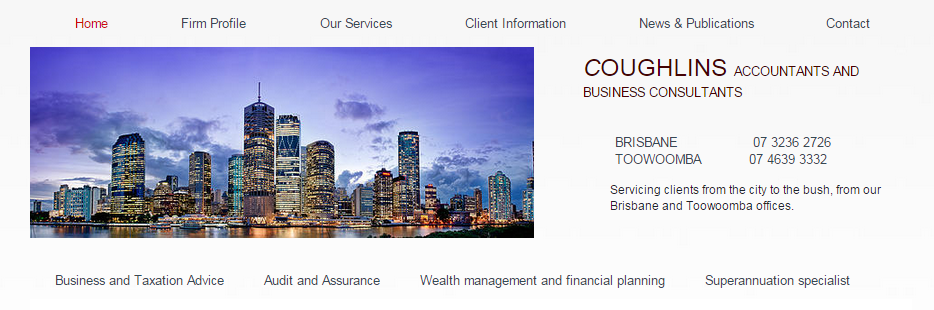 Home Firm Profile Our Services Client Information News & Publications Contact
COUGHLINS ACCOUNTANTS AND
BUSINESS CONSULTANTS
BRISBANE 07 3236 2726
TOOWOOMBA 07 4639 3332
Servicing clients from the city to the bush, from our
Brisbane and Toowoomba offices.
Business and Taxation Advice Audit and Assurance Wealth management and financial planning Superannuation specialist